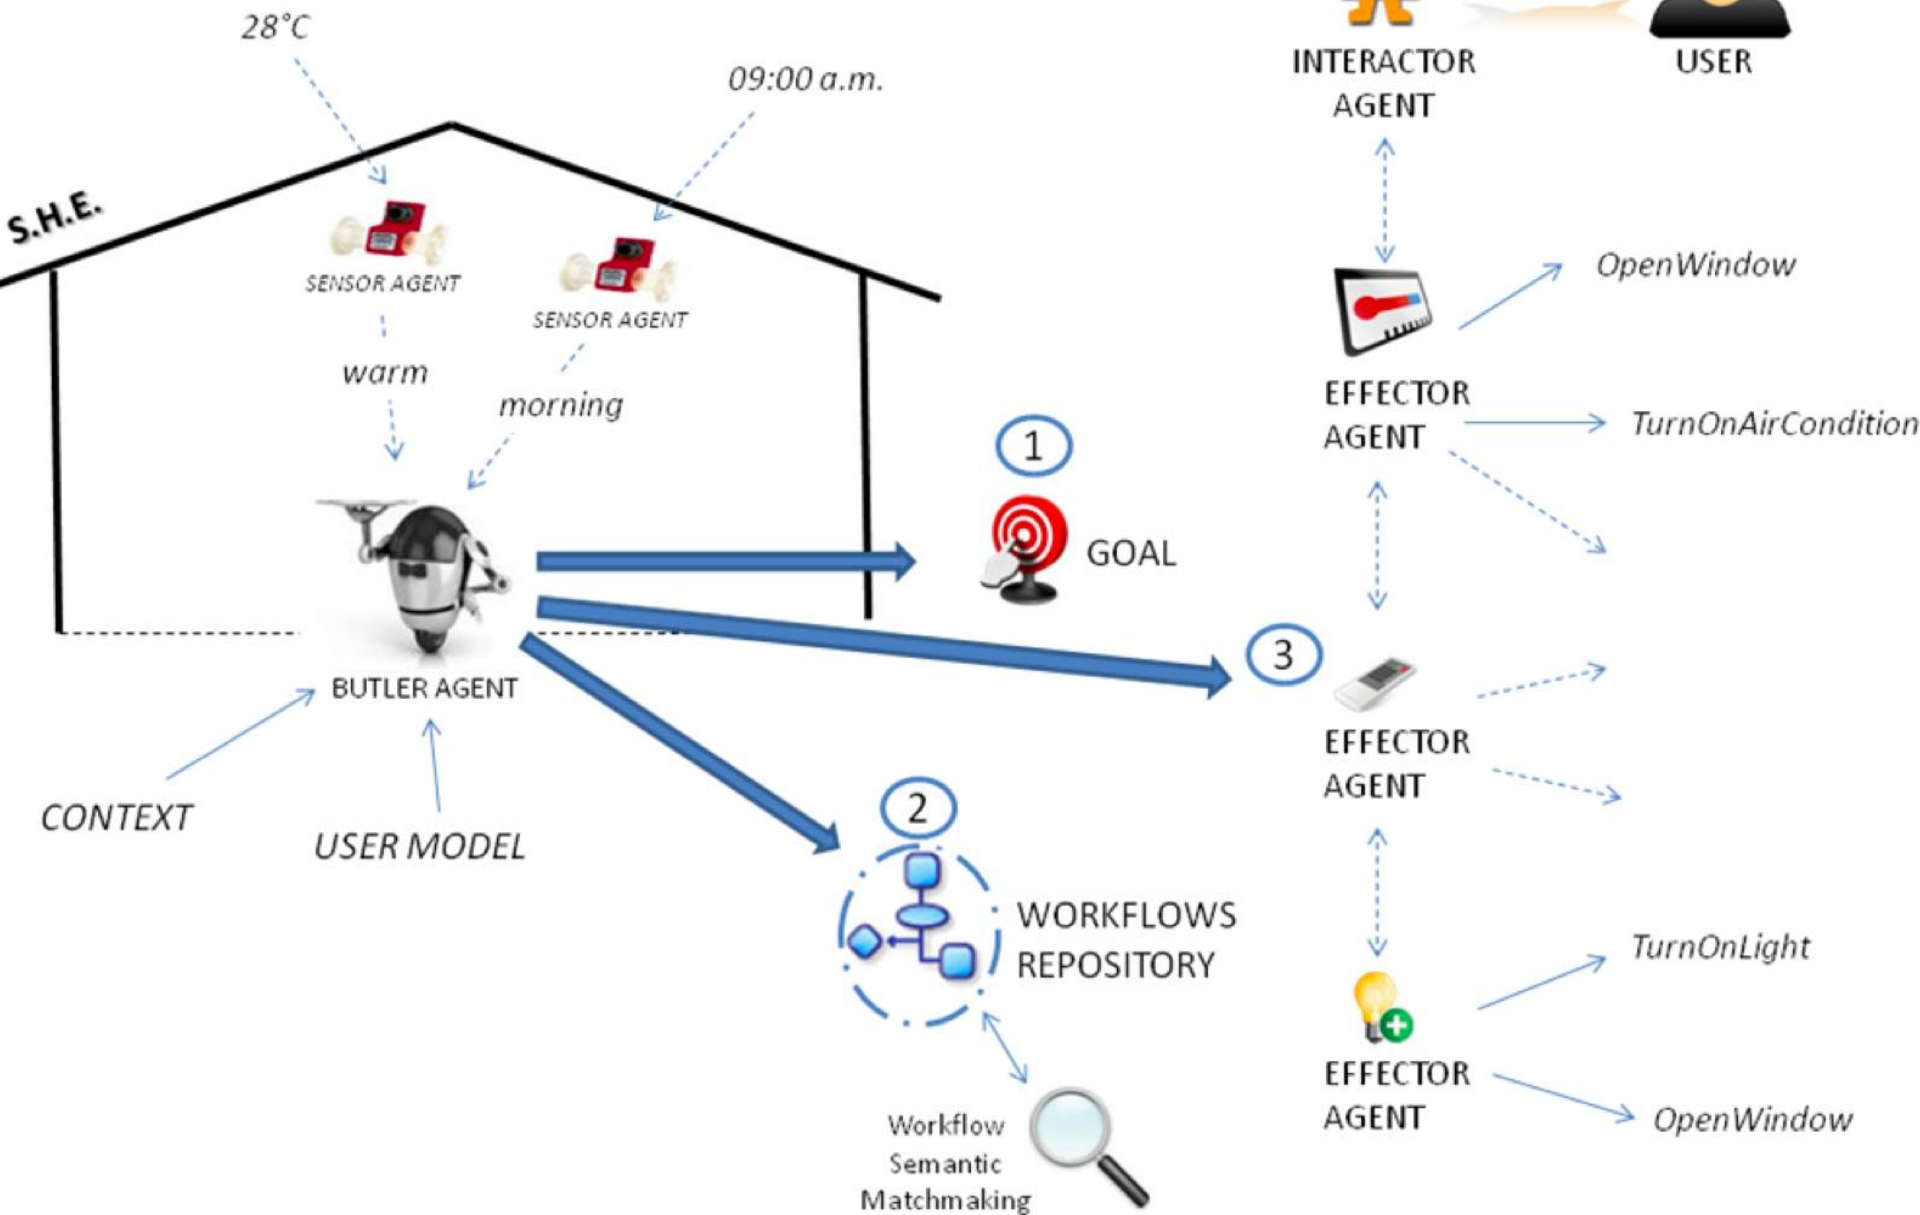 28°C
09:00 a.m.
INTERACTOR
AGENT
USER
S.H.E.
SENSOR AGENT
SENSOR AGENT
warm
morning
OpenWindow
EFFECTOR
AGENT
TurnOnAirCondition
1
GOAL
3
BUTLER AGENT
EFFECTOR
AGENT
CONTEXT
USER MODEL
2
WORKFLOWS
REPOSITORY
TurnOnLight
EFFECTOR
AGENT
OpenWindow
Workflow
Semantic
Matchmaking